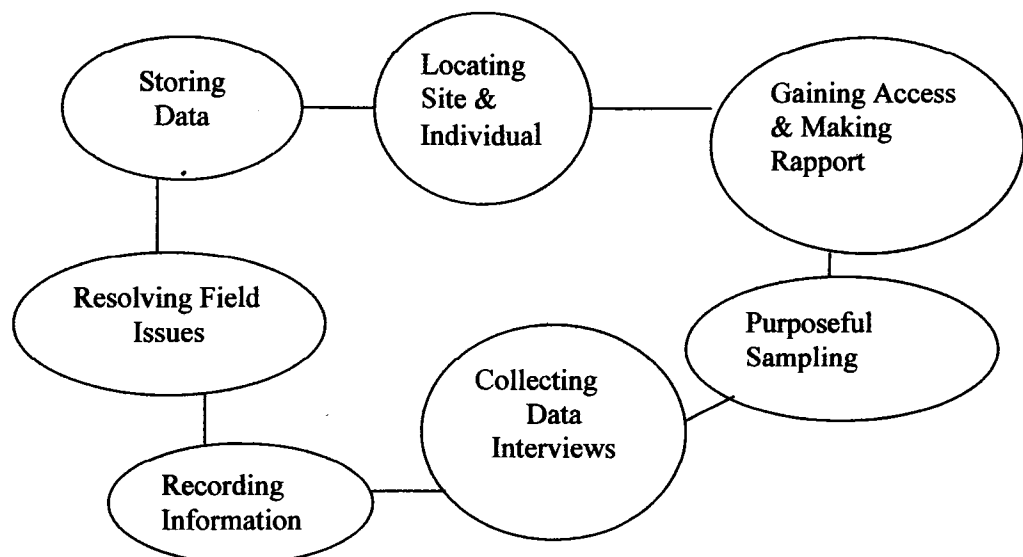 Storing
Data
Locating
Site &
Individual
Gaining Access
& Making
Rapport
Resolving Field
Issues
Purposeful
Sampling
Collecting
Data
Interviews
Recording
Information